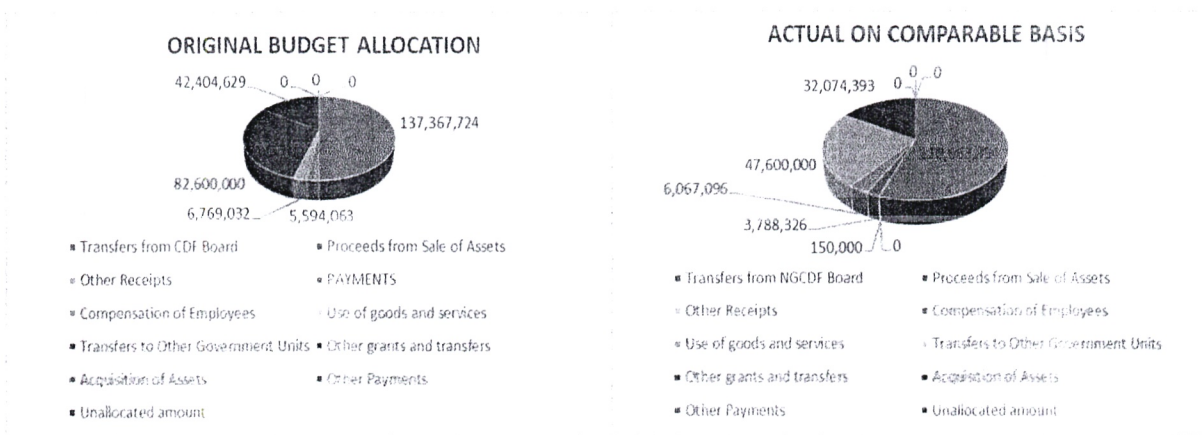 ORIGINAL BUDGET ALLOCATION
42,404,629 0 0 0
137,367,724
82,600,000
6,769,032 5,594,063
Transfers from CDF Board Proceeds from Sale of Assets
Other Receipts PAYMENTS
Compensation of Employees Use of goods and services
Transfers to Other Government Units Other grants and transfers
Acquisition of Assets Other Payments
Unallocated amount
ACTUAL ON COMPARABLE BASIS
32,074,393 0 0 0
47,600,000
6,067,096
3,788,326
150,000 0
Transfers from NGCDF Board Proceeds from Sale of Assets
Other Receipts Compensation of Employees
Use of goods and services Transfers to Other Government Units
Other grants and transfers Acquisition of Assets
Other Payments Unallocated amount